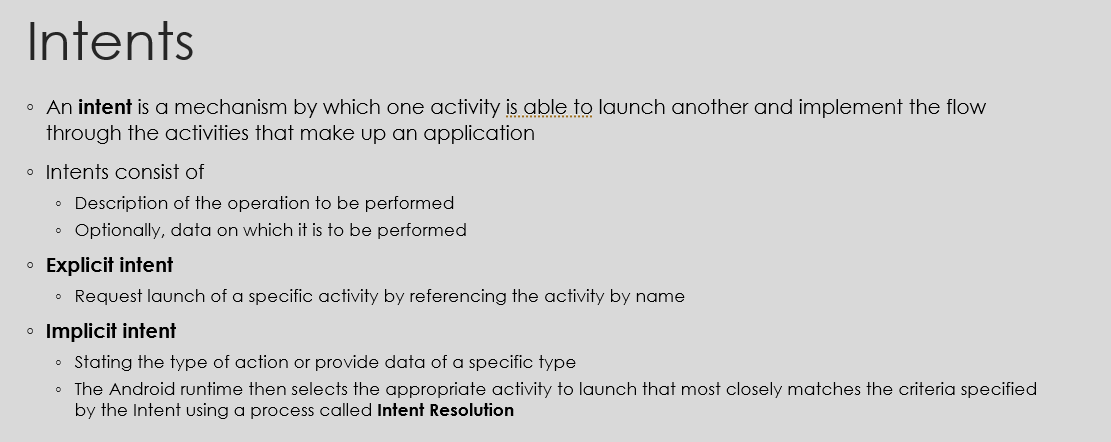 Intents
◦ An intent is a mechanism by which one activity is able to launch another and implement the flow
through the activities that make up an application
◦ Intents consist of
◦ Description of the operation to be performed
◦ Optionally, data on which it is to be performed
◦ Explicit intent
◦ Request launch of a specific activity by referencing the activity by name
◦ Implicit intent
◦ Stating the type of action or provide data of a specific type
◦ The Android runtime then selects the appropriate activity to launch that most closely matches the criteria specified
by the Intent using a process called Intent Resolution